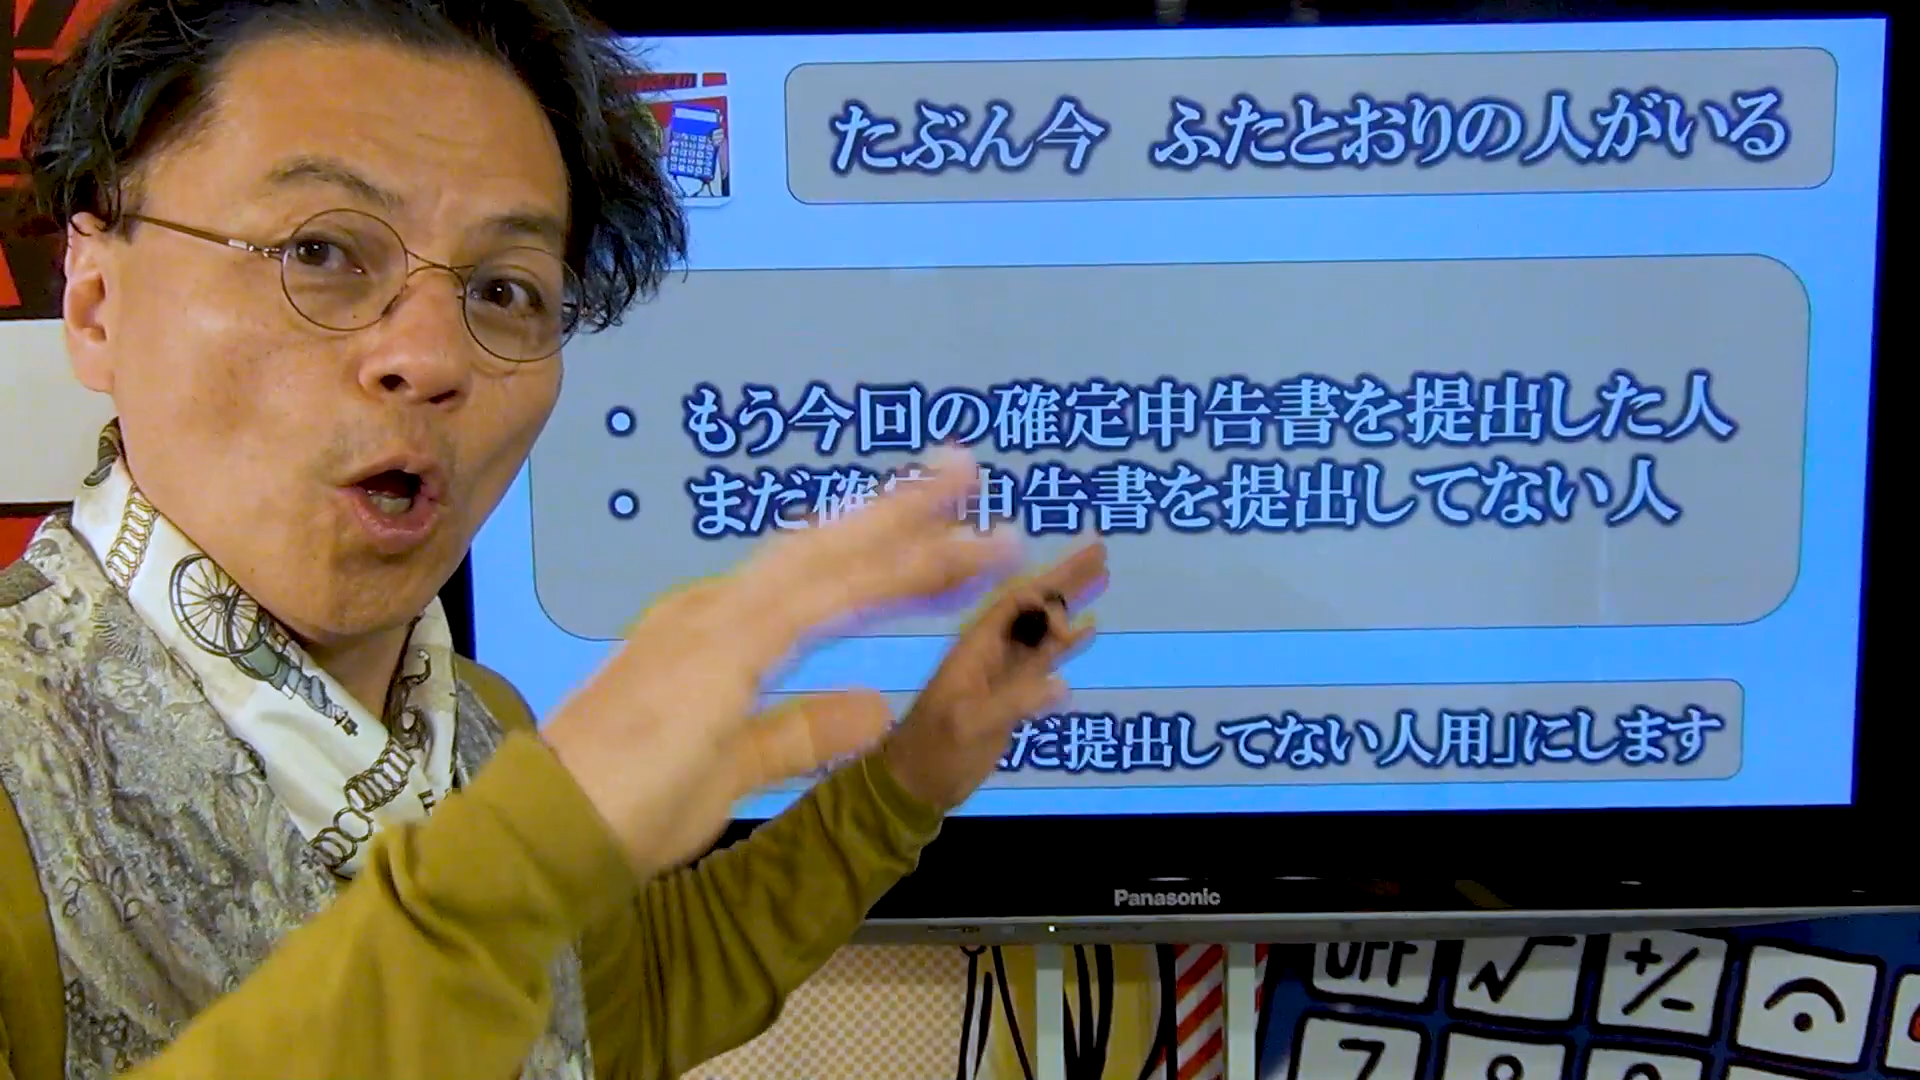 たぶん今 ふたとおりの人がいる
• もう今回の確定申告書を提出した人
• まだ確定申告書を提出してない人
だ提出してない人用」にします
Panasonic
OFF √ +/-
7